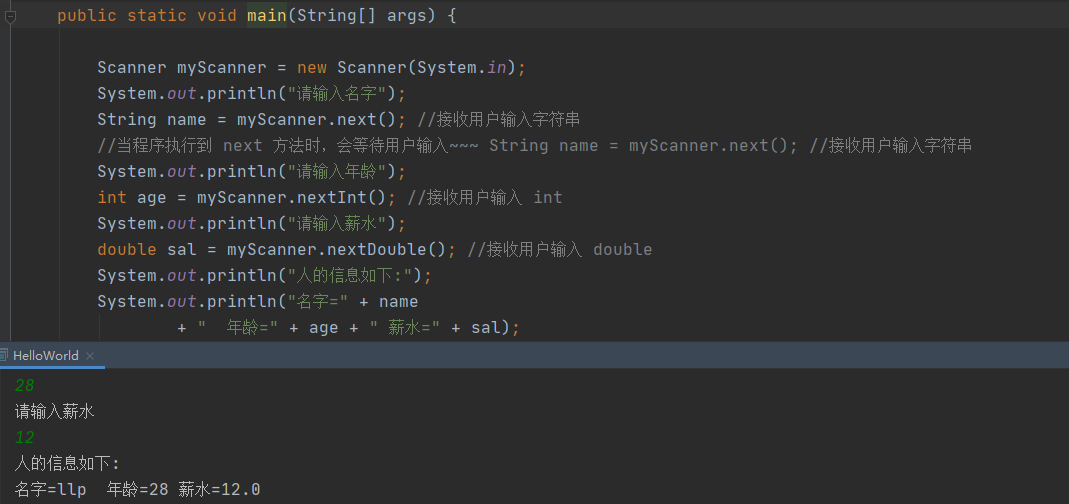 public static void main(String[] args) {
Scanner myScanner = new Scanner(System.in);
System.out.println("请输入名字");
String name = myScanner.next(); //接收用户输入字符串
//当程序执行到 next 方法时，会等待用户输入~~~ String name = myScanner.next(); //接收用户输入字符串
System.out.println("请输入年龄");
int age = myScanner.nextInt(); //接收用户输入 int
System.out.println("请输入薪水");
double sal = myScanner.nextDouble(); //接收用户输入 double
System.out.println("人的信息如下:");
System.out.println("名字=" + name
+ "  年龄=" + age + " 薪水=" + sal);
HelloWorld ×
28
请输入薪水
12
人的信息如下:
名字=llp  年龄=28 薪水=12.0